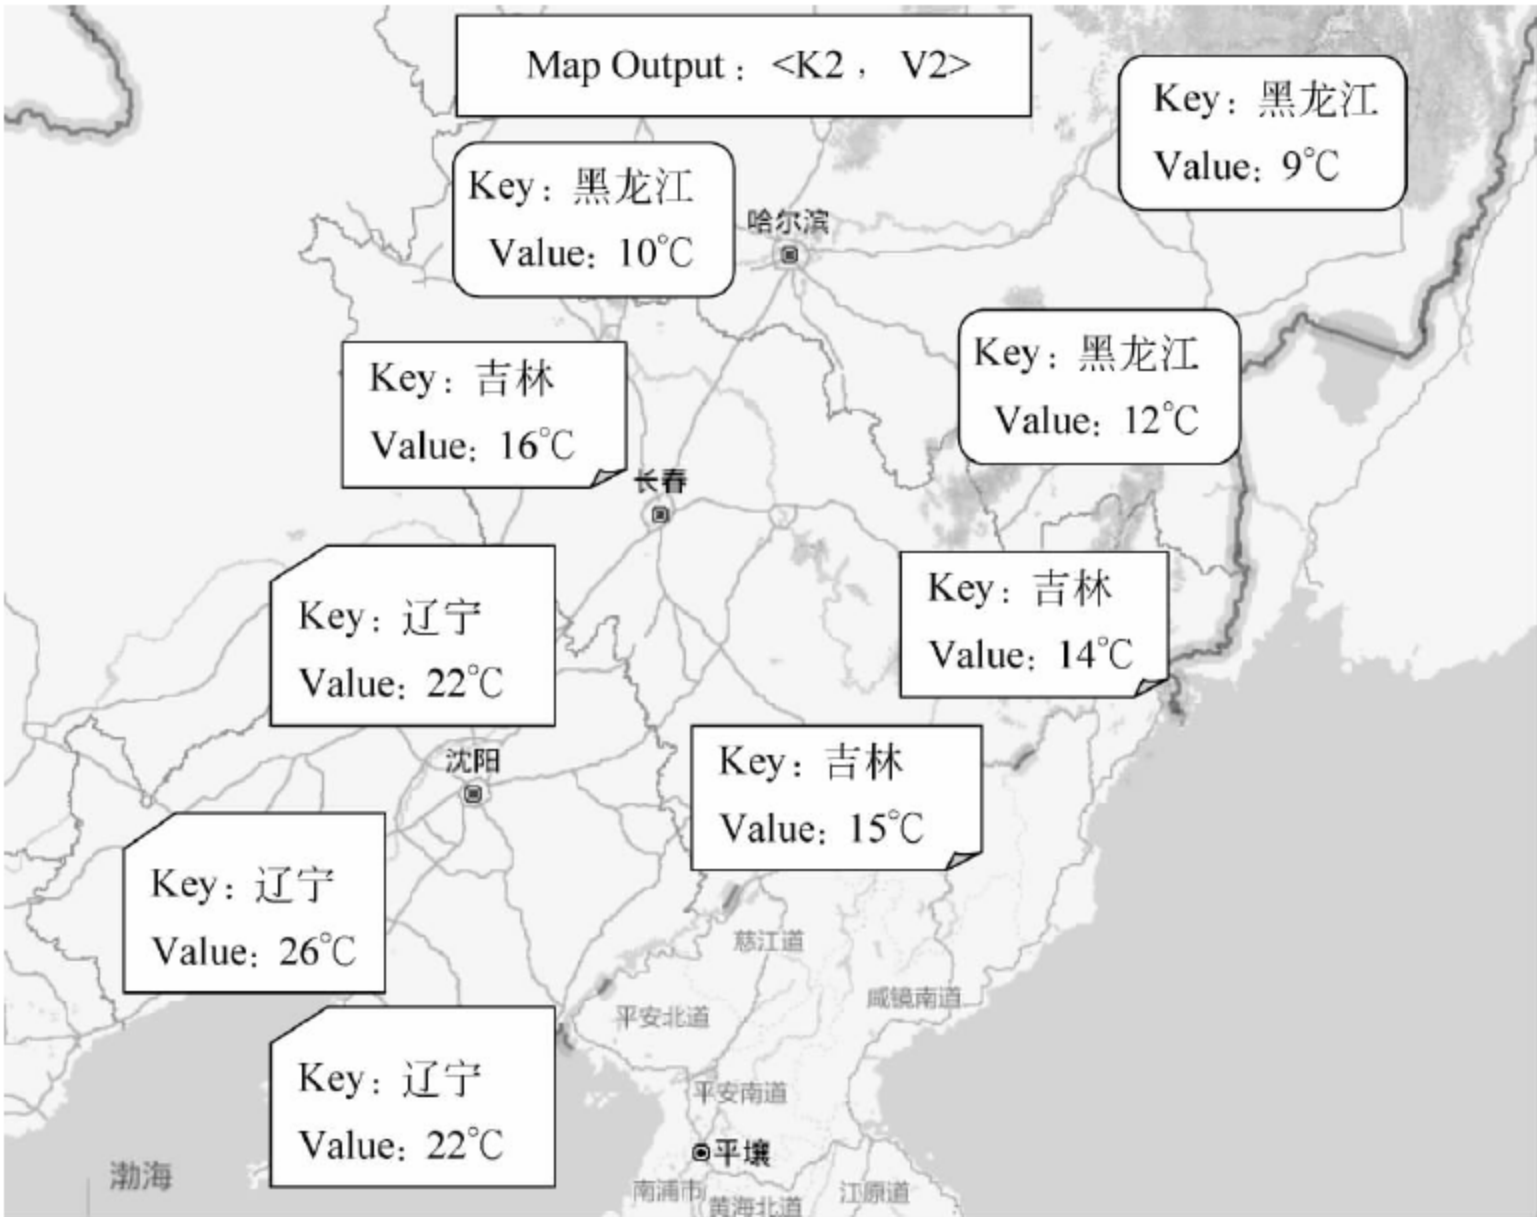 Map Output : <K2 , V2>
Key: 黑龙江
Value: 9℃
Key: 黑龙江
Value: 10℃
哈尔滨
Key: 黑龙江
Value: 12℃
Key: 吉林
Value: 16℃
长春
Key: 辽宁
Value: 22℃
Key: 吉林
Value: 14℃
沈阳
Key: 吉林
Value: 15℃
Key: 辽宁
Value: 26℃
慈江道
咸镜南道
平安北道
Key: 辽宁
Value: 22℃
平安南道
平壤
渤海
南浦市
黄海北道
江原道